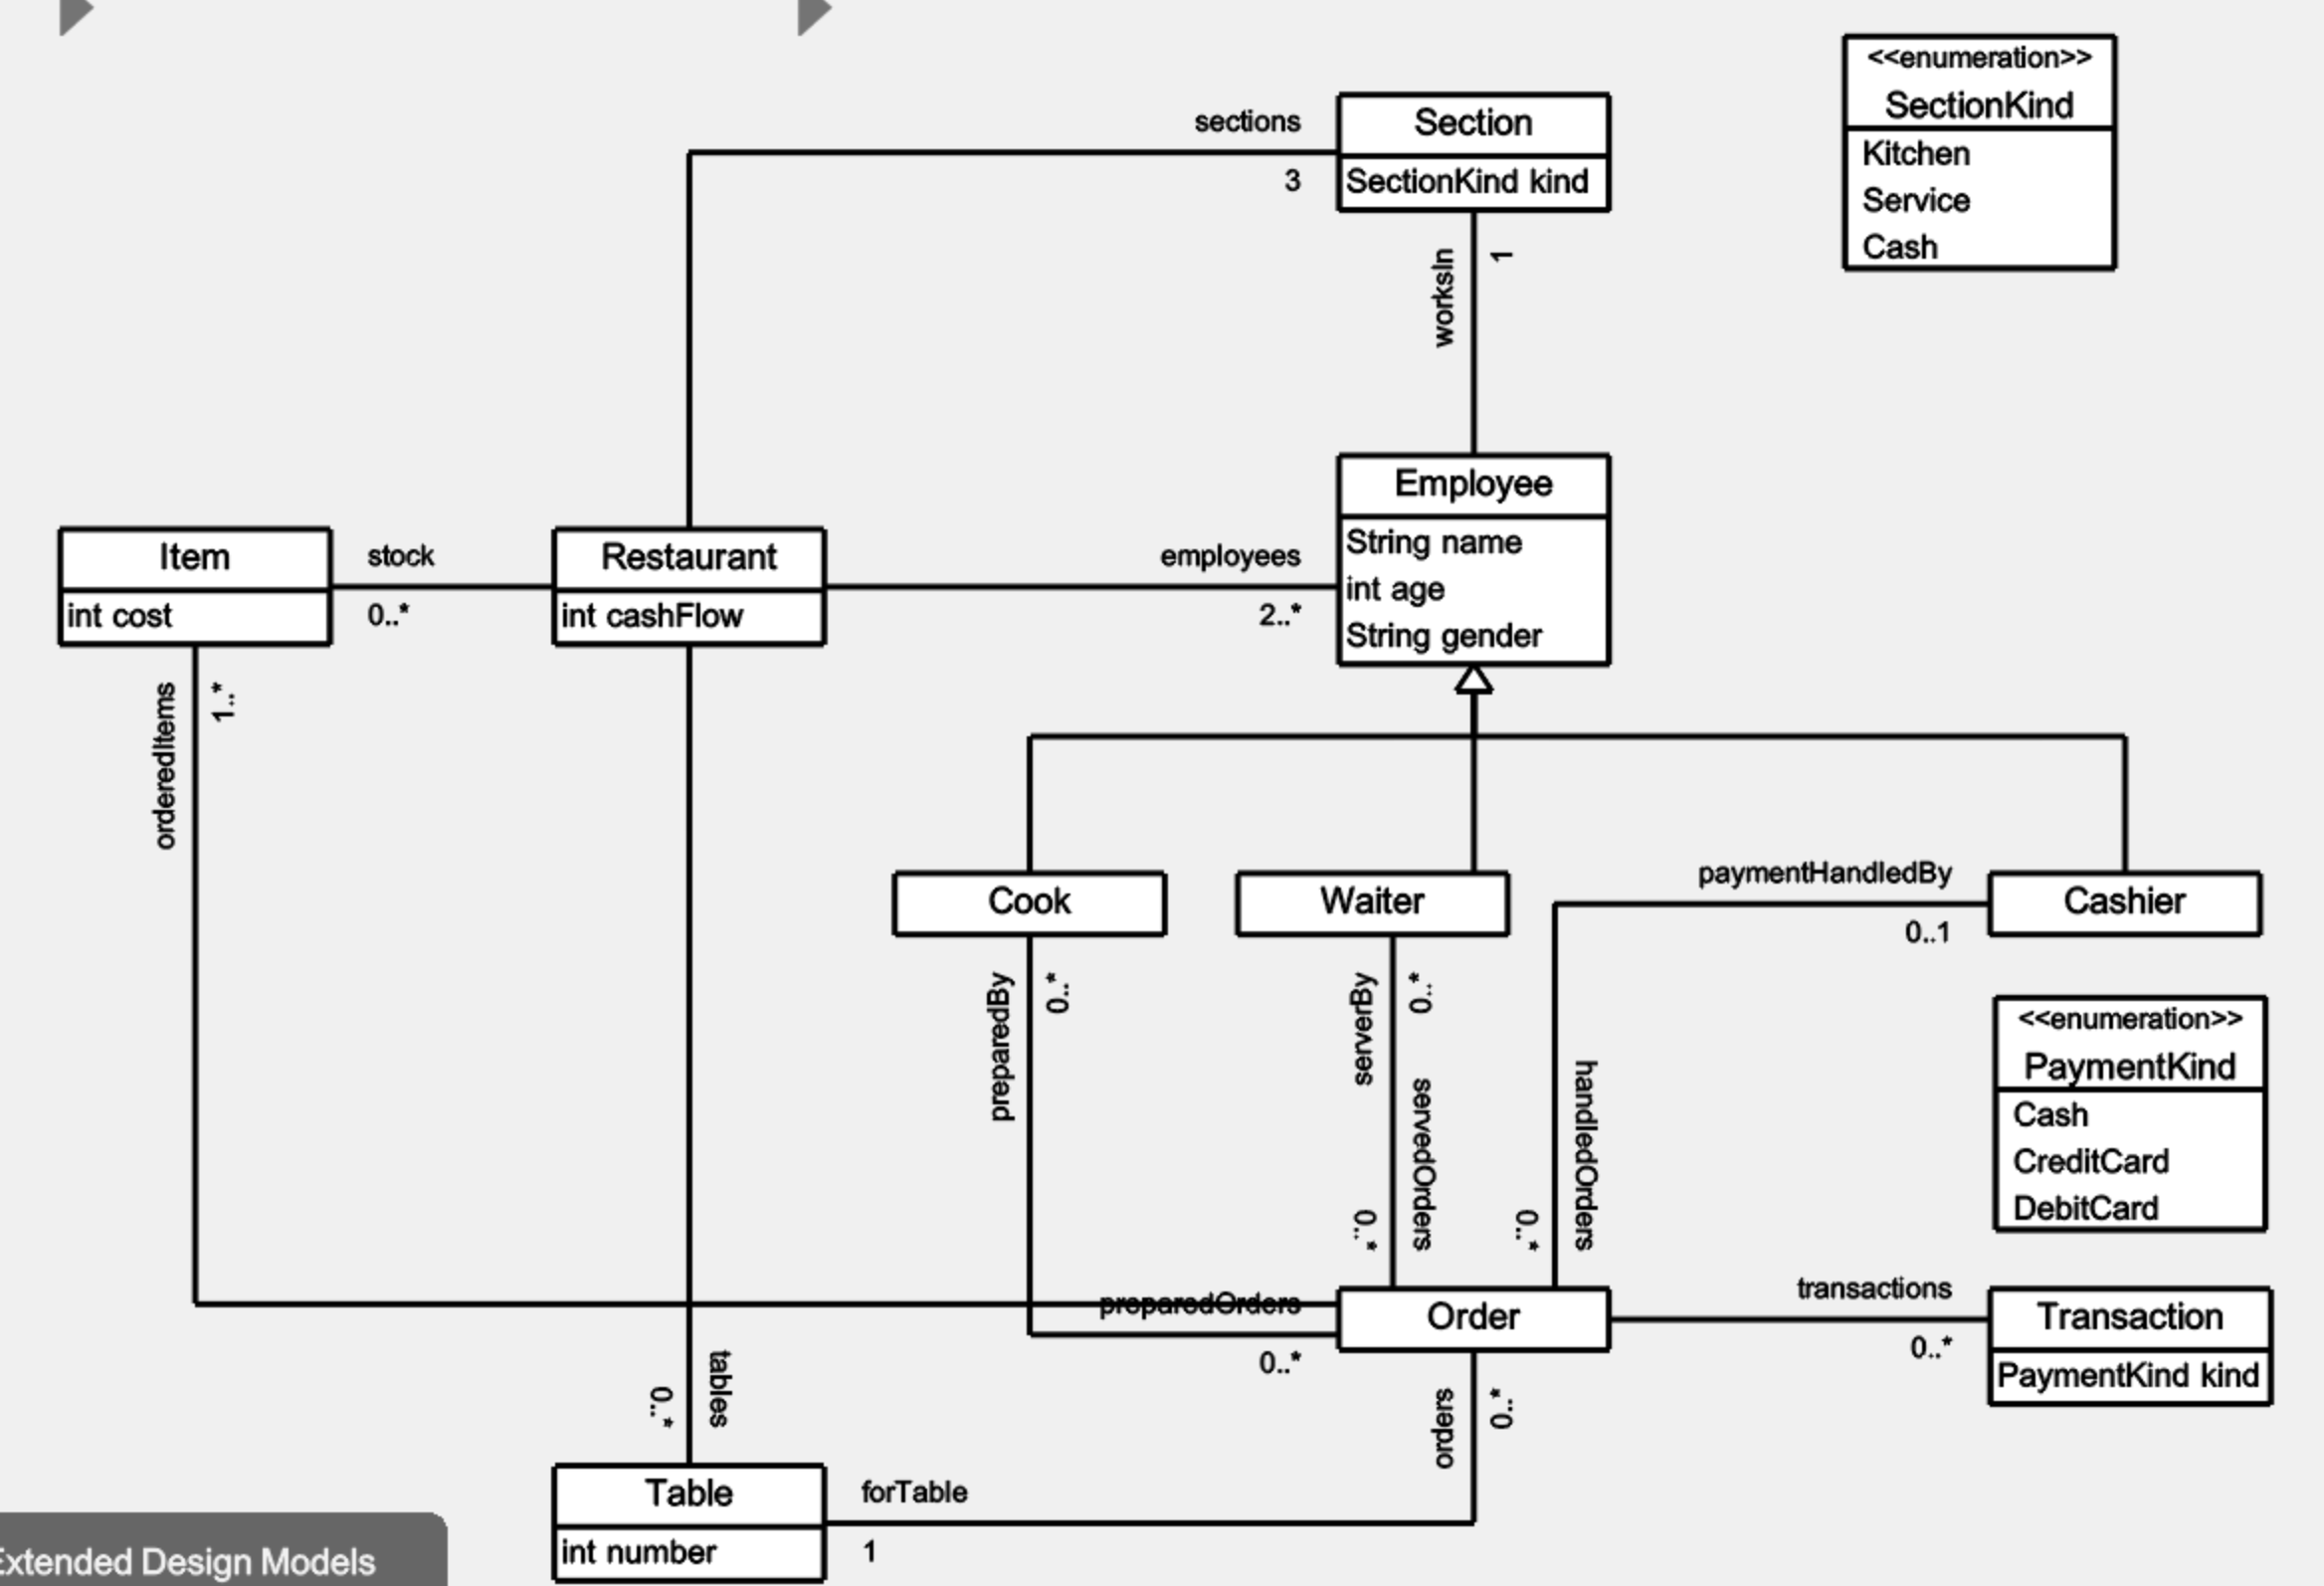 <<enumeration>>
SectionKind
Kitchen
Service
Cash
sections
3
Section
SectionKind kind
worksIn
1
Employee
String name
int age
String gender
Item
int cost
stock
0..*
Restaurant
int cashFlow
employees
2..*
orderedItems
1..*
Cook
Waiter
paymentHandledBy
0..1
Cashier
preparedBy
0..*
serverBy
0..*
servedOrders
0..*
handledOrders
0..*
<<enumeration>>
PaymentKind
Cash
CreditCard
DebitCard
preparedOrders
0..*
Order
transactions
0..*
Transaction
PaymentKind kind
tables
0..*
orders
0..*
Table
int number
forTable
1
Extended Design Models